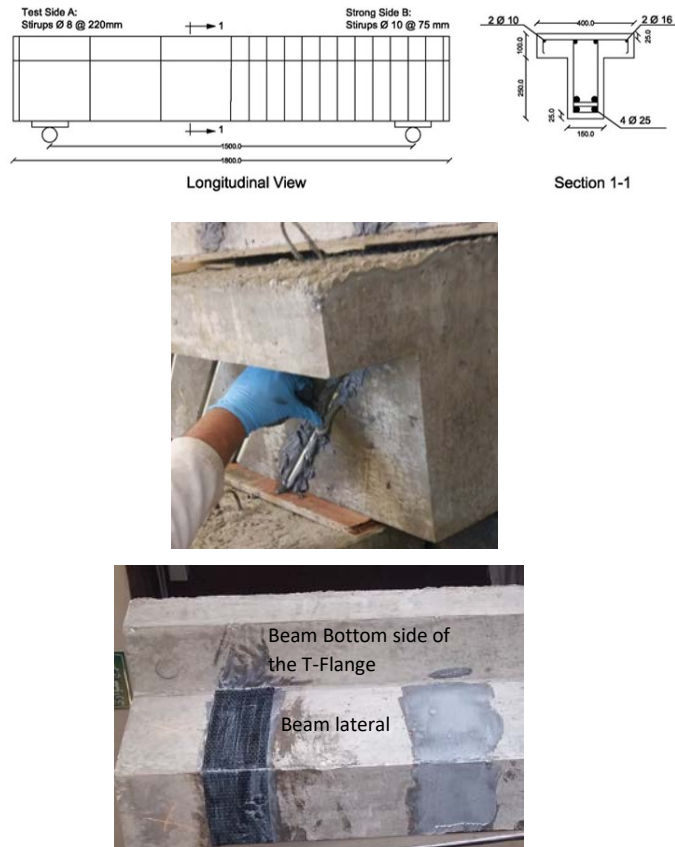 Test Side A:
Stirups Ø 8 @ 220mm
1
Strong Side B:
Stirups Ø 10 @ 75 mm
1
1500.0
1800.0
Longitudinal View
2 Ø 10
400.0
2 Ø 16
100.0
25.0
250.0
25.0
150.0
4 Ø 25
Section 1-1
Beam Bottom side of
the T-Flange
Beam lateral